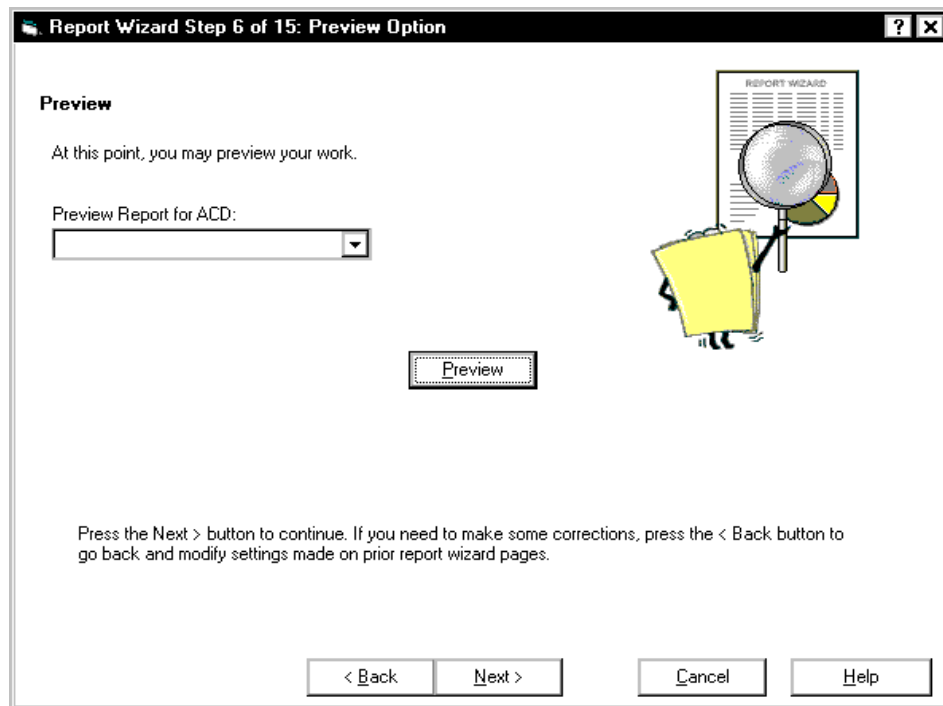 Report Wizard Step 6 of 15: Preview Option
REPORT WIZARD
Preview
At this point, you may preview your work.
Preview Report for ACD:
Preview
Press the Next > button to continue. If you need to make some corrections, press the < Back button to
go back and modify settings made on prior report wizard pages.
< Back Next > Cancel Help